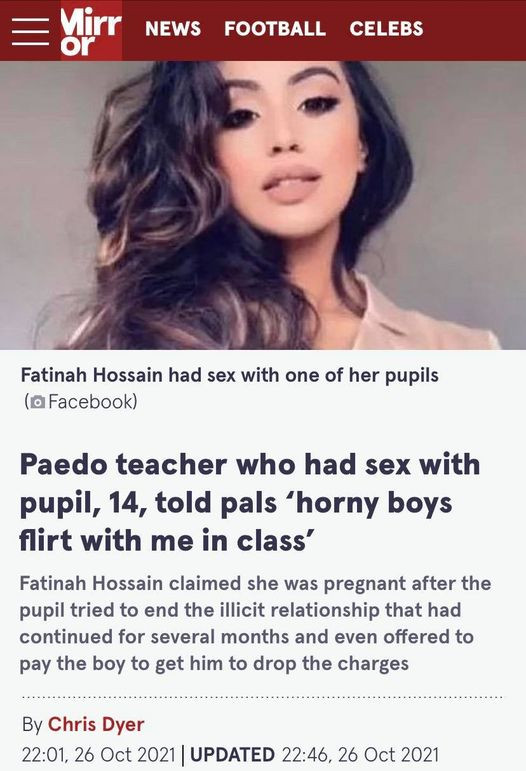 Mirr
or
NEWS FOOTBALL CELEBS
Fatinah Hossain had sex with one of her pupils
(Facebook)
Paedo teacher who had sex with
pupil, 14, told pals ‘horny boys
flirt with me in class’
Fatinah Hossain claimed she was pregnant after the
pupil tried to end the illicit relationship that had
continued for several months and even offered to
pay the boy to get him to drop the charges
By Chris Dyer
22:01, 26 Oct 2021 | UPDATED 22:46, 26 Oct 2021